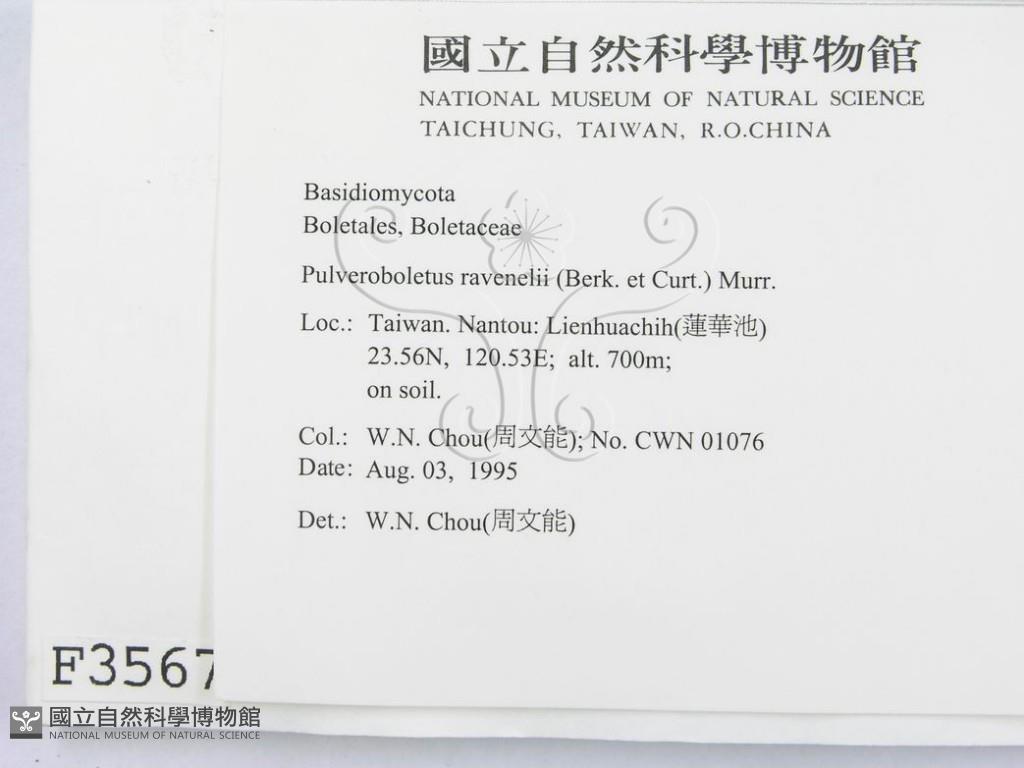 國立自然科學博物館
NATIONAL MUSEUM OF NATURAL SCIENCE
TAICHUNG, TAIWAN, R.O.CHINA
Basidiomycota
Boletales, Boletaceae
Pulveroboletus ravenelii (Berk. et Curt.) Murr.
Loc.: Taiwan. Nantou: Lienhuachih(蓮華池)
23.56N, 120.53E; alt. 700m;
on soil.
Col.: W.N. Chou(周文能); No. CWN 01076
Date: Aug. 03, 1995
Det.: W.N. Chou(周文能)
F3567
國立自然科學博物館
NATIONAL MUSEUM OF NATURAL SCIENCE